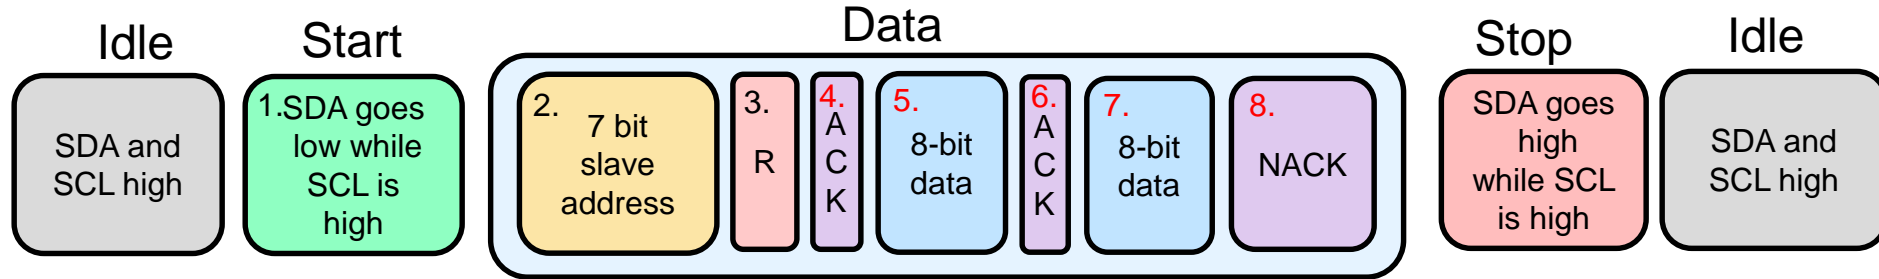 Idle
SDA and
SCL high
Start
1.SDA goes
low while
SCL is
high
Data
2.
7 bit
slave
address
3.
R
4.
A
C
K
5.
8-bit
data
6.
A
C
K
7.
8-bit
data
8.
NACK
Stop
SDA goes
high
while SCL
is high
Idle
SDA and
SCL high